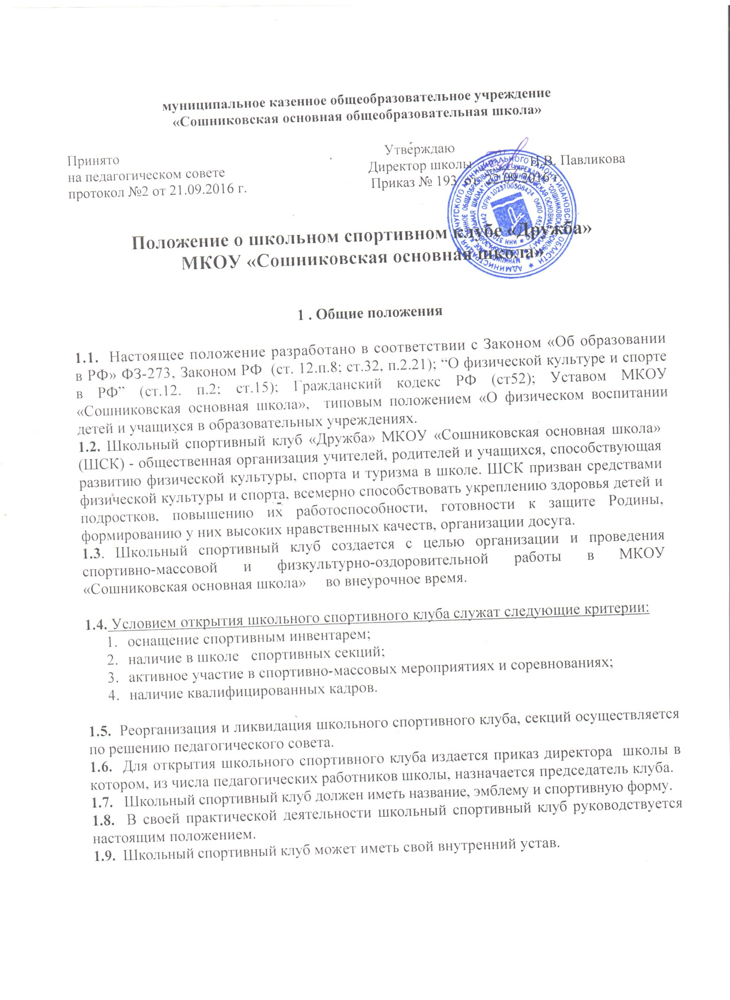 муниципальное казенное общеобразовательное учреждение
«Сошниковская основная общеобразовательная школа»
Принято
на педагогическом совете
протокол №2 от 21.09.2016 г.
Утверждаю
Директор школы Н.В. Павликова
Приказ № 193 от 22.09.2016 г.
Положение о школьном спортивном клубе «Дружба»
МКОУ «Сошниковская основная школа»
1 . Общие положения
1.1. Настоящее положение разработано в соответствии с Законом «Об образовании
в РФ» ФЗ-273, Законом РФ (ст. 12.п.8; ст.32, п.2.21); “О физической культуре и спорте
в РФ” (ст.12. п.2; ст.15); Гражданский кодекс РФ (ст52); Уставом МКОУ
«Сошниковская основная школа», типовым положением «О физическом воспитании
детей и учащихся в образовательных учреждениях.
1.2. Школьный спортивный клуб «Дружба» МКОУ «Сошниковская основная школа»
(ШСК) - общественная организация учителей, родителей и учащихся, способствующая
развитию физической культуры, спорта и туризма в школе. ШСК призван средствами
физической культуры и спорта, всемерно способствовать укреплению здоровья детей и
подростков, повышению их работоспособности, готовности к защите Родины,
формированию у них высоких нравственных качеств, организации досуга.
1.3. Школьный спортивный клуб создается с целью организации и проведения
спортивно-массовой и физкультурно-оздоровительной работы в МКОУ
«Сошниковская основная школа» во внеурочное время.
1.4. Условием открытия школьного спортивного клуба служат следующие критерии:
1. оснащение спортивным инвентарем;
2. наличие в школе спортивных секций;
3. активное участие в спортивно-массовых мероприятиях и соревнованиях;
4. наличие квалифицированных кадров.
1.5. Реорганизация и ликвидация школьного спортивного клуба, секций осуществляется
по решению педагогического совета.
1.6. Для открытия школьного спортивного клуба издается приказ директора школы в
котором, из числа педагогических работников школы, назначается председатель клуба.
1.7. Школьный спортивный клуб должен иметь название, эмблему и спортивную форму.
1.8. В своей практической деятельности школьный спортивный клуб руководствуется
настоящим положением.
1.9. Школьный спортивный клуб может иметь свой внутренний устав.